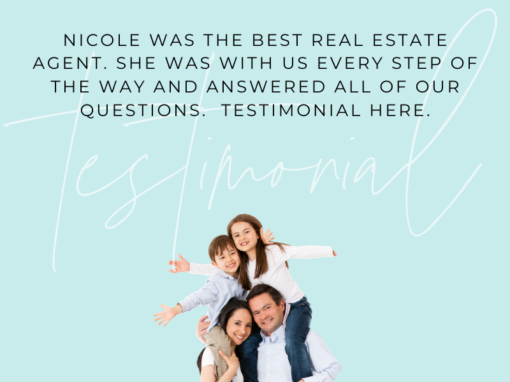 NICOLE WAS THE BEST REAL ESTATE
AGENT. SHE WAS WITH US EVERY STEP OF
THE WAY AND ANSWERED ALL OF OUR
QUESTIONS.  TESTIMONIAL HERE.
testimonial